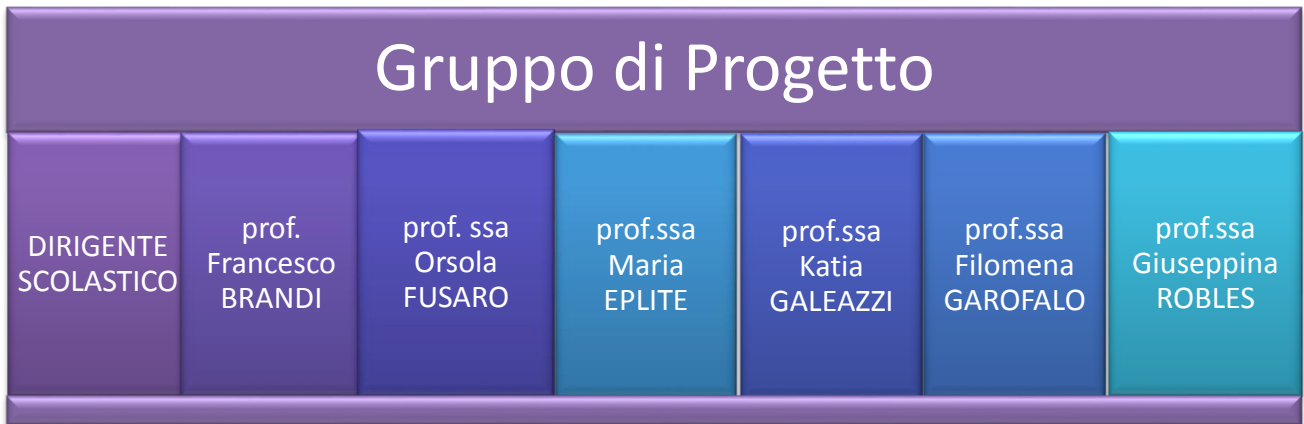 Gruppo di Progetto
DIRIGENTE
SCOLASTICO
prof.
Francesco
BRANDI
prof. ssa
Orsola
FUSARO
prof.ssa
Maria
EPLITE
prof.ssa
Katia
GALEAZZI
prof.ssa
Filomena
GAROFALO
prof.ssa
Giuseppina
ROBLES